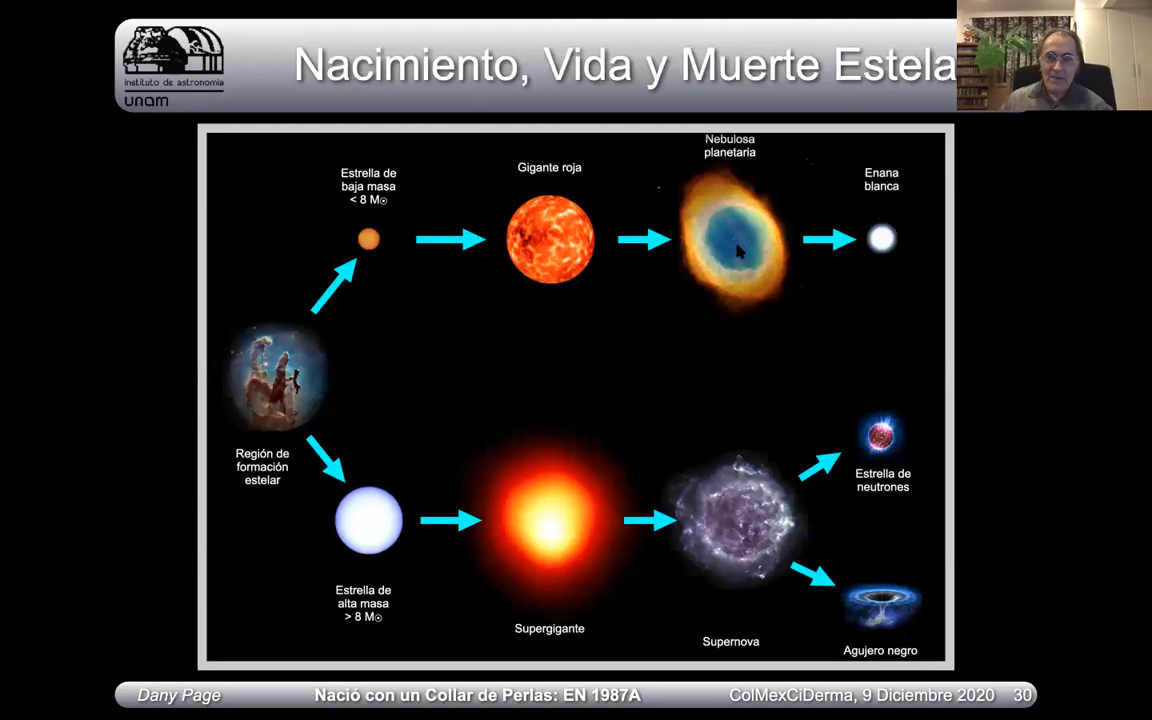 instituto de astronomia
unam
Nacimiento, Vida y Muerte Estela
Estrella de
baja masa
< 8 M☉
Gigante roja
Nebulosa
planetaria
Enana
blanca
Región de
formación
estelar
Estrella de
neutrones
Estrella de
alta masa
> 8 M☉
Supergigante
Supernova
Agujero negro
Dany Page
Nació con un Collar de Perlas: EN 1987A
ColMexCiDerma, 9 Diciembre 2020 30